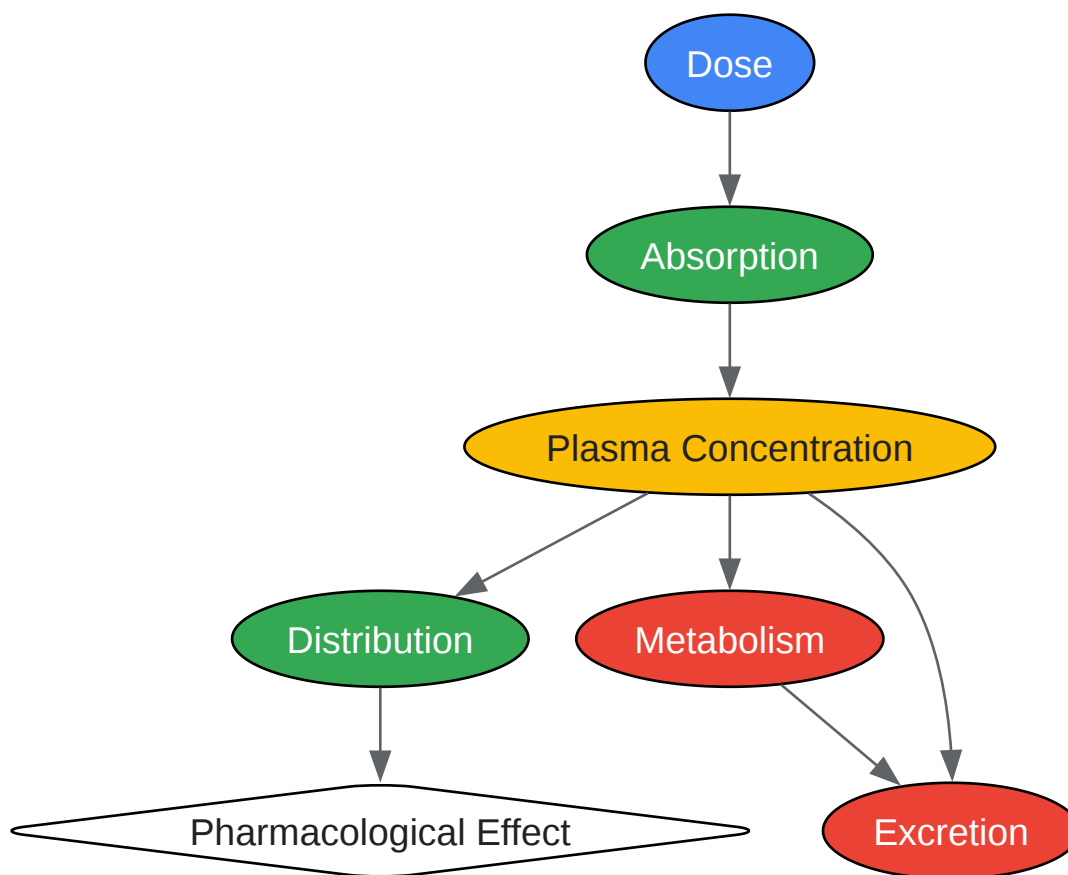 Dose
Absorption
Plasma Concentration
Distribution
Metabolism
Pharmacological Effect
Excretion